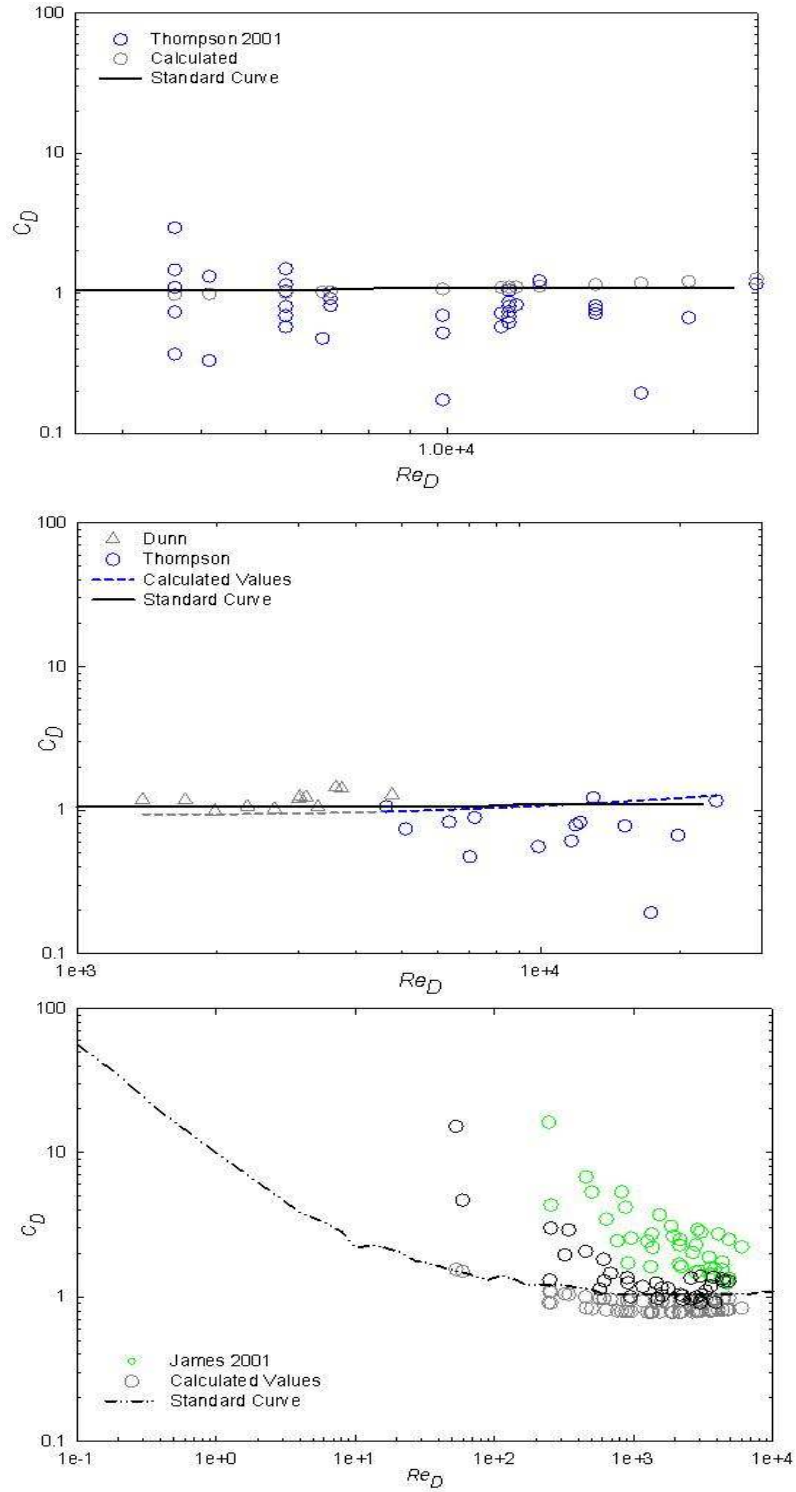 100
Thompson 2001
Calculated
Standard Curve
10
C_D
1
0.1
1.0e+4
Re_D
100
Dunn
Thompson
Calculated Values
Standard Curve
10
C_D
1
0.1
1e+3
Re_D
1e+4
100
10
C_D
1
James 2001
Calculated Values
Standard Curve
0.1
1e-1 1e+0 1e+1 1e+2 1e+3 1e+4
Re_D